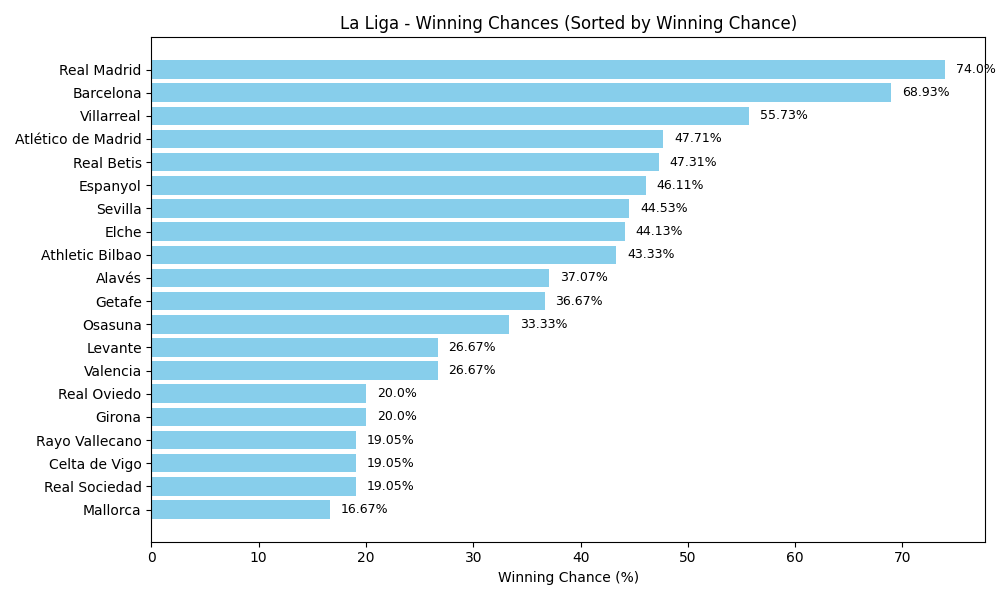 La Liga - Winning Chances (Sorted by Winning Chance)
Real Madrid 74.0%
Barcelona 68.93%
Villarreal 55.73%
Atlético de Madrid 47.71%
Real Betis 47.31%
Espanyol 46.11%
Sevilla 44.53%
Elche 44.13%
Athletic Bilbao 43.33%
Alavés 37.07%
Getafe 36.67%
Osasuna 33.33%
Levante 26.67%
Valencia 26.67%
Real Oviedo 20.0%
Girona 20.0%
Rayo Vallecano 19.05%
Celta de Vigo 19.05%
Real Sociedad 19.05%
Mallorca 16.67%
0 10 20 30 40 50 60 70
Winning Chance (%)